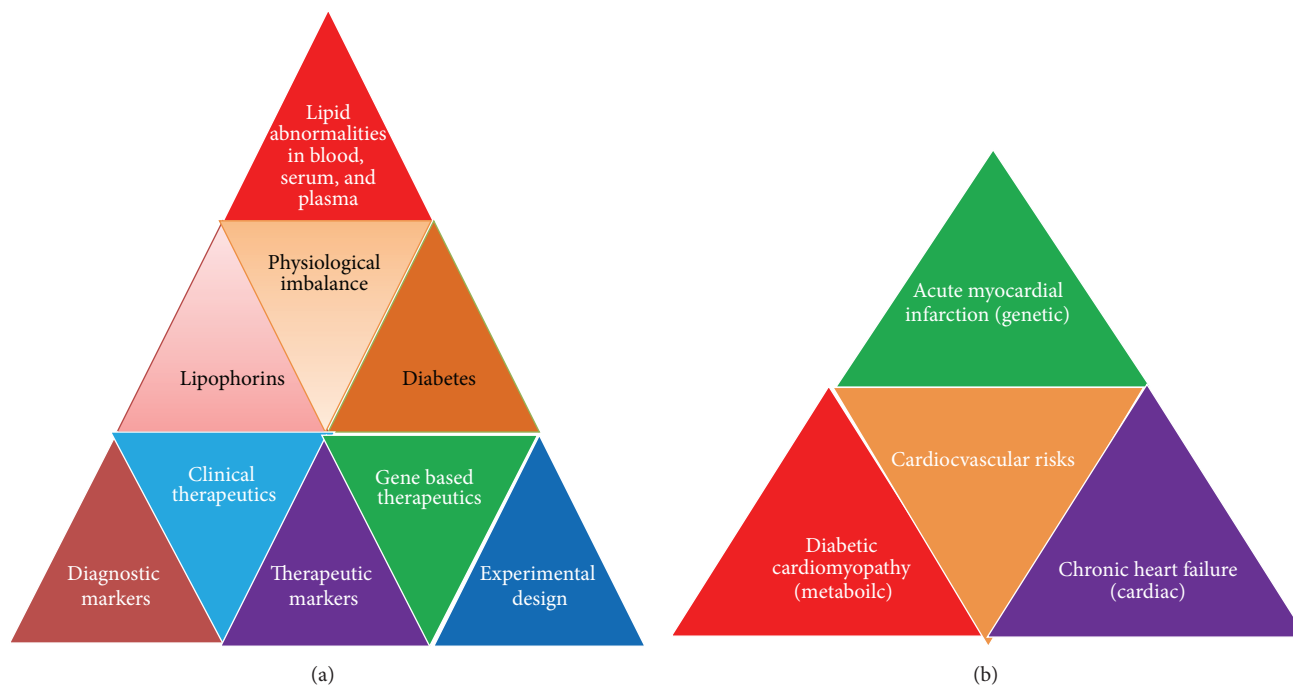 Lipid
abnormalities
in blood,
serum, and
plasma
Physiological
imbalance
Lipophorins
Diabetes
Clinical
therapeutics
Gene based
therapeutics
Diagnostic
markers
Therapeutic
markers
Experimental
design
(a)
Acute myocardial
infarction (genetic)
Cardiocvascular risks
Diabetic
cardiomyopathy
(metaboilc)
Chronic heart failure
(cardiac)
(b)